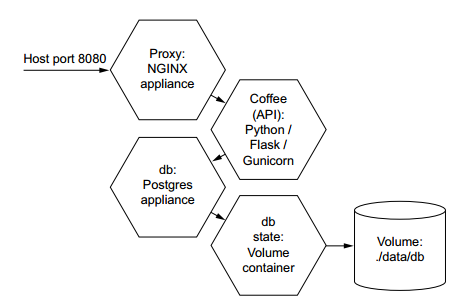 Host port 8080
Proxy:
NGINX
appliance
Coffee
(API):
Python /
Flask /
Gunicorn
db:
Postgres
appliance
db
state:
Volume
container
Volume:
./data/db